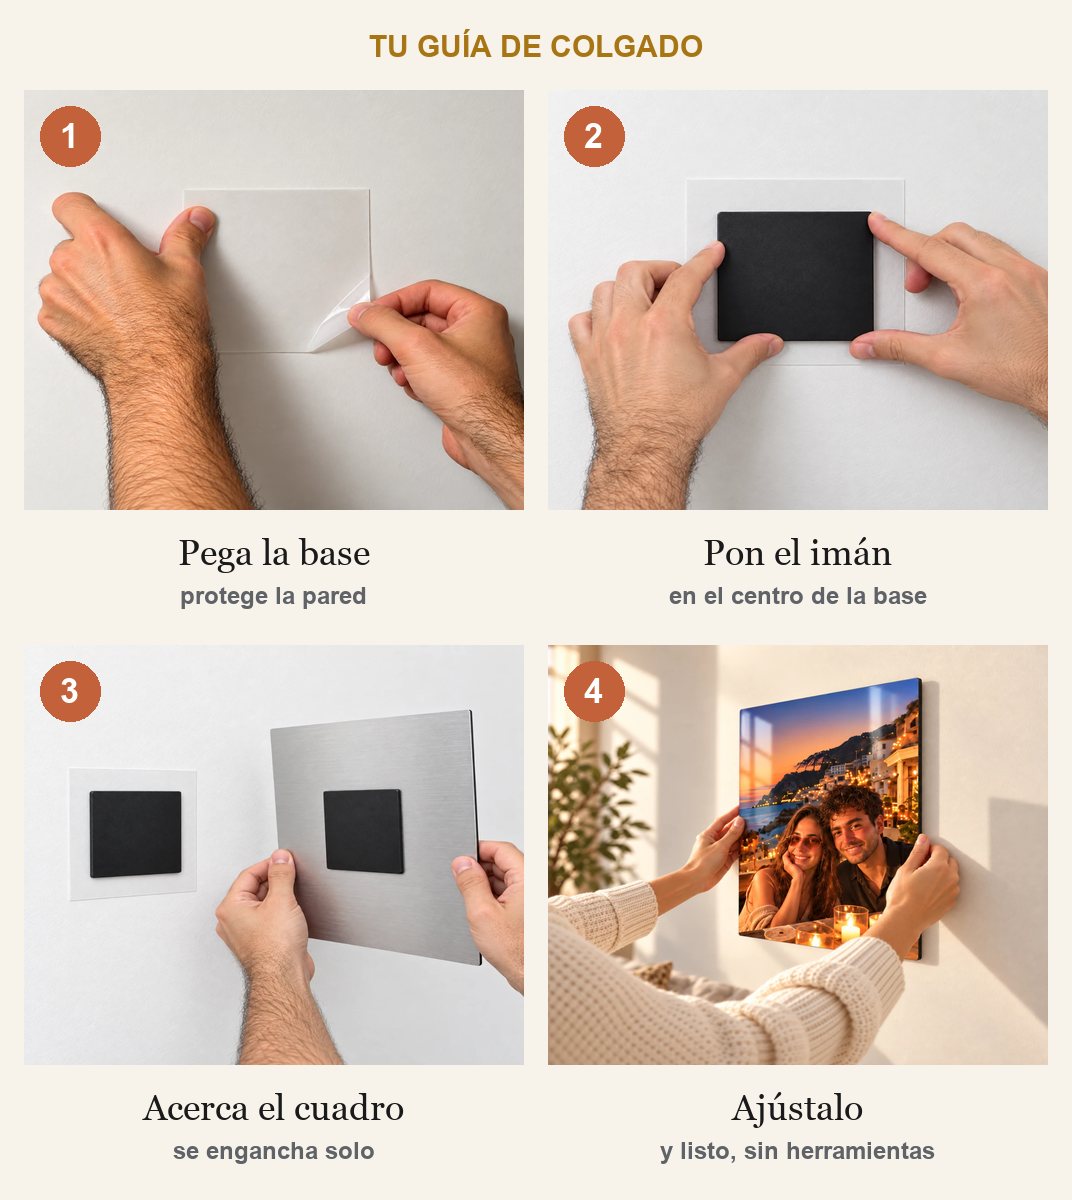 TU GUÍA DE COLGADO
1
2
Pega la base
protege la pared
Pon el imán
en el centro de la base
3
4
Acerca el cuadro
se engancha solo
Ajústalo
y listo, sin herramientas